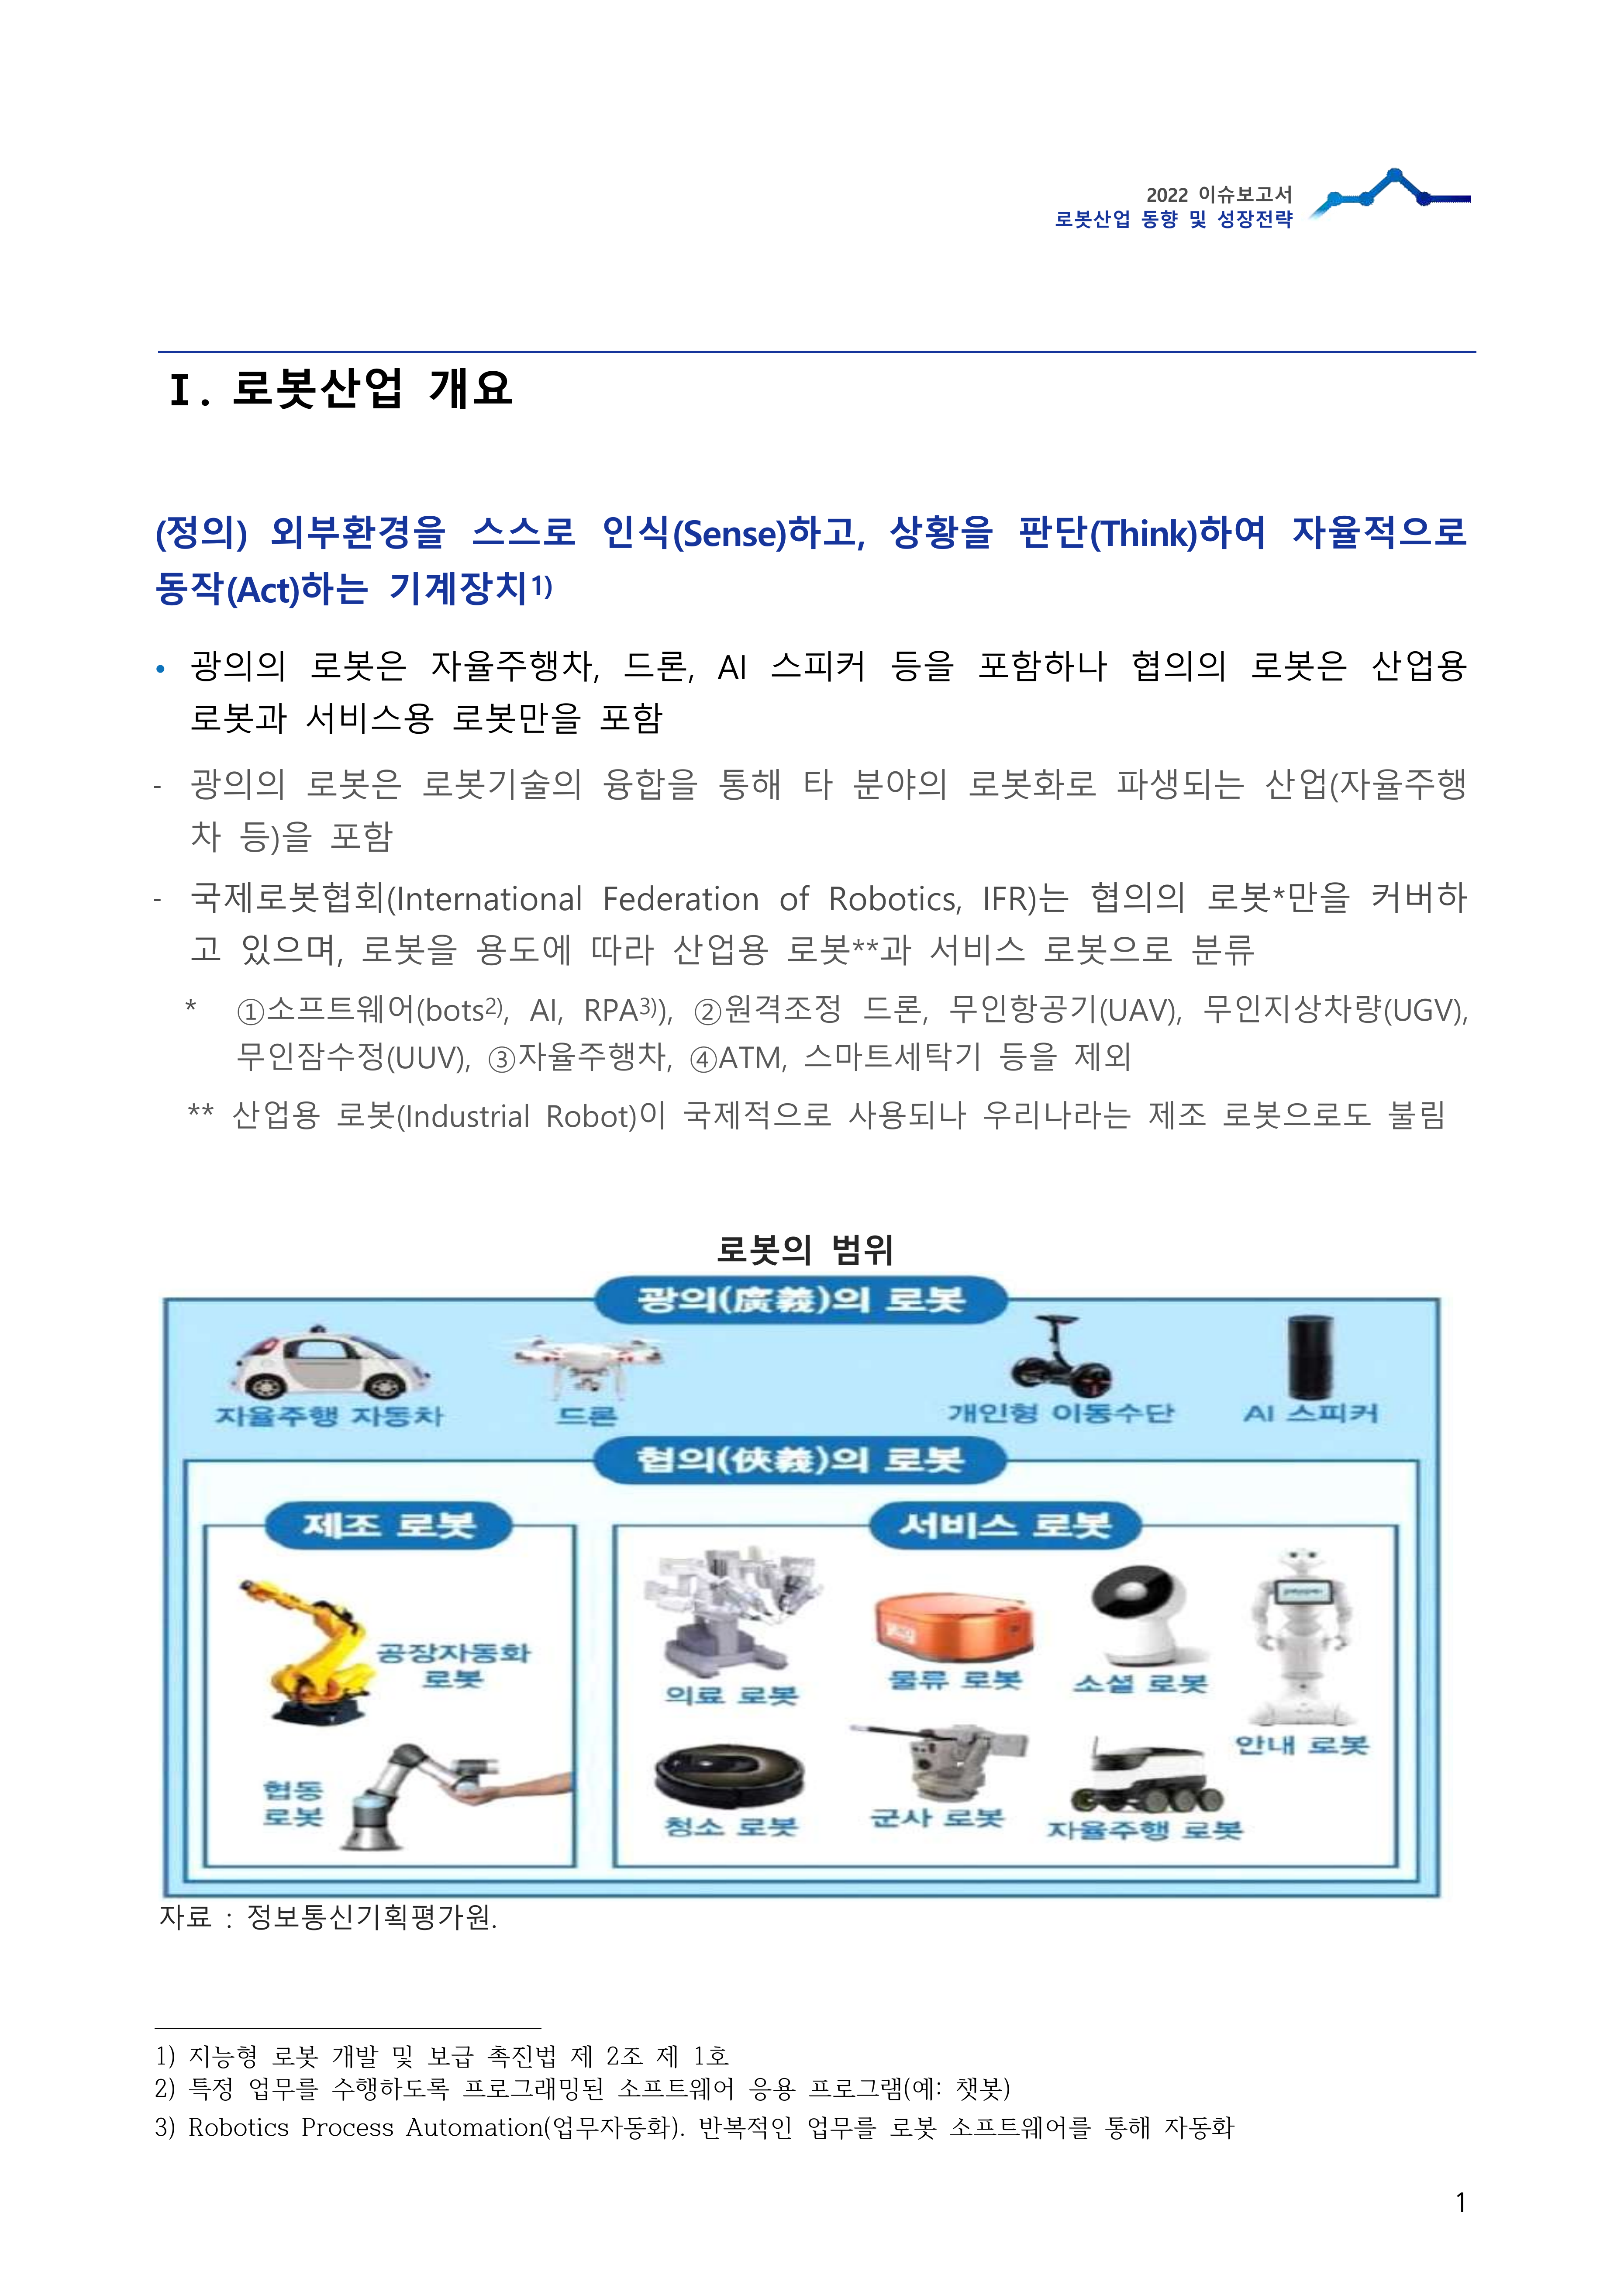 2022 이슈보고서
로봇산업 동향 및 성장전략
Ⅰ. 로봇산업 개요
(정의) 외부환경을 스스로 인식(Sense)하고, 상황을 판단(Think)하여 자율적으로
동작(Act)하는 기계장치1)
• 광의의 로봇은 자율주행차, 드론, AI 스피커 등을 포함하나 협의의 로봇은 산업용
로봇과 서비스용 로봇만을 포함
- 광의의 로봇은 로봇기술의 융합을 통해 타 분야의 로봇화로 파생되는 산업(자율주행
차 등)을 포함
- 국제로봇협회(International Federation of Robotics, IFR)는 협의의 로봇*만을 커버하
고 있으며, 로봇을 용도에 따라 산업용 로봇**과 서비스 로봇으로 분류
* ①소프트웨어(bots2), AI, RPA3)), ②원격조정 드론, 무인항공기(UAV), 무인지상차량(UGV),
무인잠수정(UUV), ③자율주행차, ④ATM, 스마트세탁기 등을 제외
** 산업용 로봇(Industrial Robot)이 국제적으로 사용되나 우리나라는 제조 로봇으로도 불림
로봇의 범위
광의(廣義)의 로봇
자율주행 자동차
드론
개인형 이동수단
AI 스피커
협의(俠義)의 로봇
제조 로봇
서비스 로봇
공장자동화
로봇
협동
로봇
의료 로봇
물류 로봇
소셜 로봇
안내 로봇
청소 로봇
군사 로봇
자율주행 로봇
자료 : 정보통신기획평가원.
1) 지능형 로봇 개발 및 보급 촉진법 제 2조 제 1호
2) 특정 업무를 수행하도록 프로그래밍된 소프트웨어 응용 프로그램(예: 챗봇)
3) Robotics Process Automation(업무자동화). 반복적인 업무를 로봇 소프트웨어를 통해 자동화
1